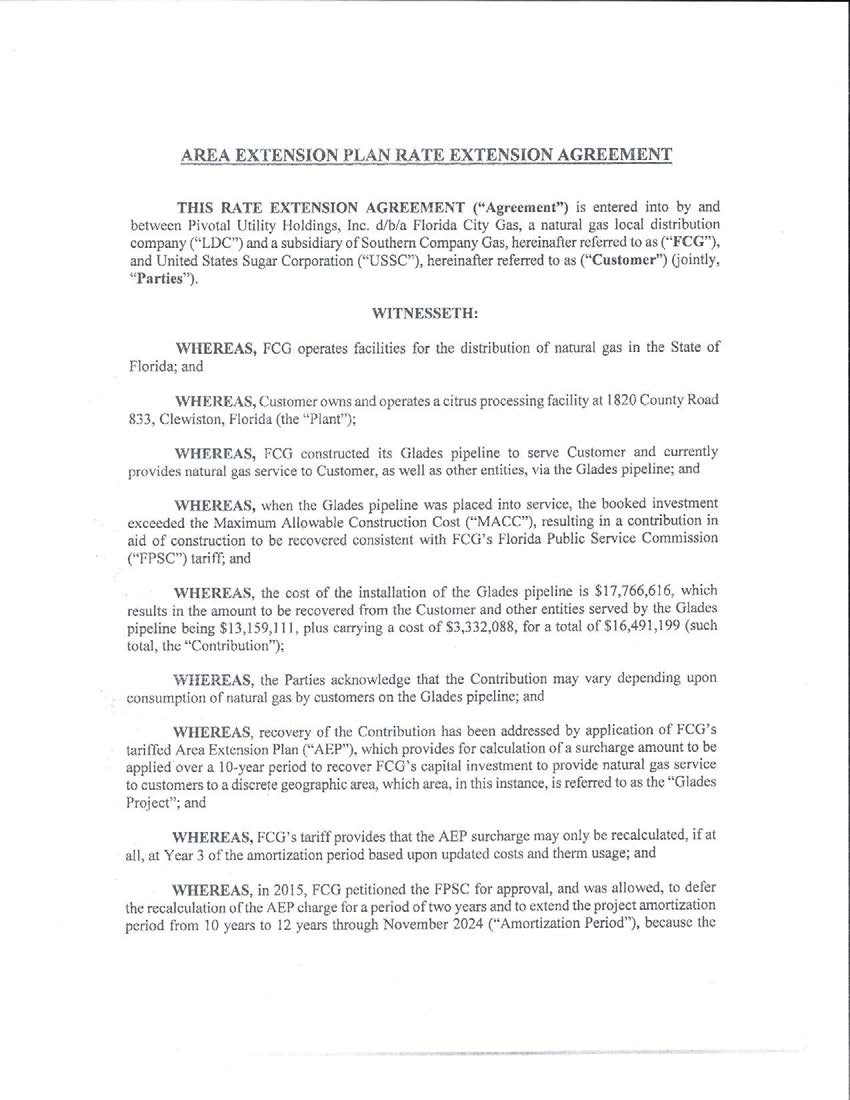 AREA EXTENSION PLAN RATE EXTENSION AGREEMENT
THIS RATE EXTENSION AGREEMENT (“Agreement”) is entered into by and
between Pivotal Utility Holdings, Inc. d/b/a Florida City Gas, a natural gas local distribution
company (“LDC”) and a subsidiary of Southern Company Gas, hereinafter referred to as (“FCG”),
and United States Sugar Corporation (“USSC”), hereinafter referred to as (“Customer”) (jointly,
“Parties”).
WITNESSETH:
WHEREAS, FCG operates facilities for the distribution of natural gas in the State of
Florida; and
WHEREAS, Customer owns and operates a citrus processing facility at 1820 County Road
833, Clewiston, Florida (the “Plant”);
WHEREAS, FCG constructed its Glades pipeline to serve Customer and currently
provides natural gas service to Customer, as well as other entities, via the Glades pipeline; and
WHEREAS, when the Glades pipeline was placed into service, the booked investment
exceeded the Maximum Allowable Construction Cost (“MACC”), resulting in a contribution in
aid of construction to be recovered consistent with FCG’s Florida Public Service Commission
(“FPSC”) tariff; and
WHEREAS, the cost of the installation of the Glades pipeline is $17,766,616, which
results in the amount to be recovered from the Customer and other entities served by the Glades
pipeline being $13,159,111, plus carrying a cost of $3,332,088, for a total of $16,491,199 (such
total, the “Contribution”);
WHEREAS, the Parties acknowledge that the Contribution may vary depending upon
consumption of natural gas by customers on the Glades pipeline; and
WHEREAS, recovery of the Contribution has been addressed by application of FCG’s
tariffed Area Extension Plan (“AEP”), which provides for calculation of a surcharge amount to be
applied over a 10-year period to recover FCG’s capital investment to provide natural gas service
to customers to a discrete geographic area, which area, in this instance, is referred to as the “Glades
Project”; and
WHEREAS, FCG’s tariff provides that the AEP surcharge may only be recalculated, if at
all, at Year 3 of the amortization period based upon updated costs and therm usage; and
WHEREAS, in 2015, FCG petitioned the FPSC for approval, and was allowed, to defer
the recalculation of the AEP charge for a period of two years and to extend the project amortization
period from 10 years to 12 years through November 2024 (“Amortization Period”), because the